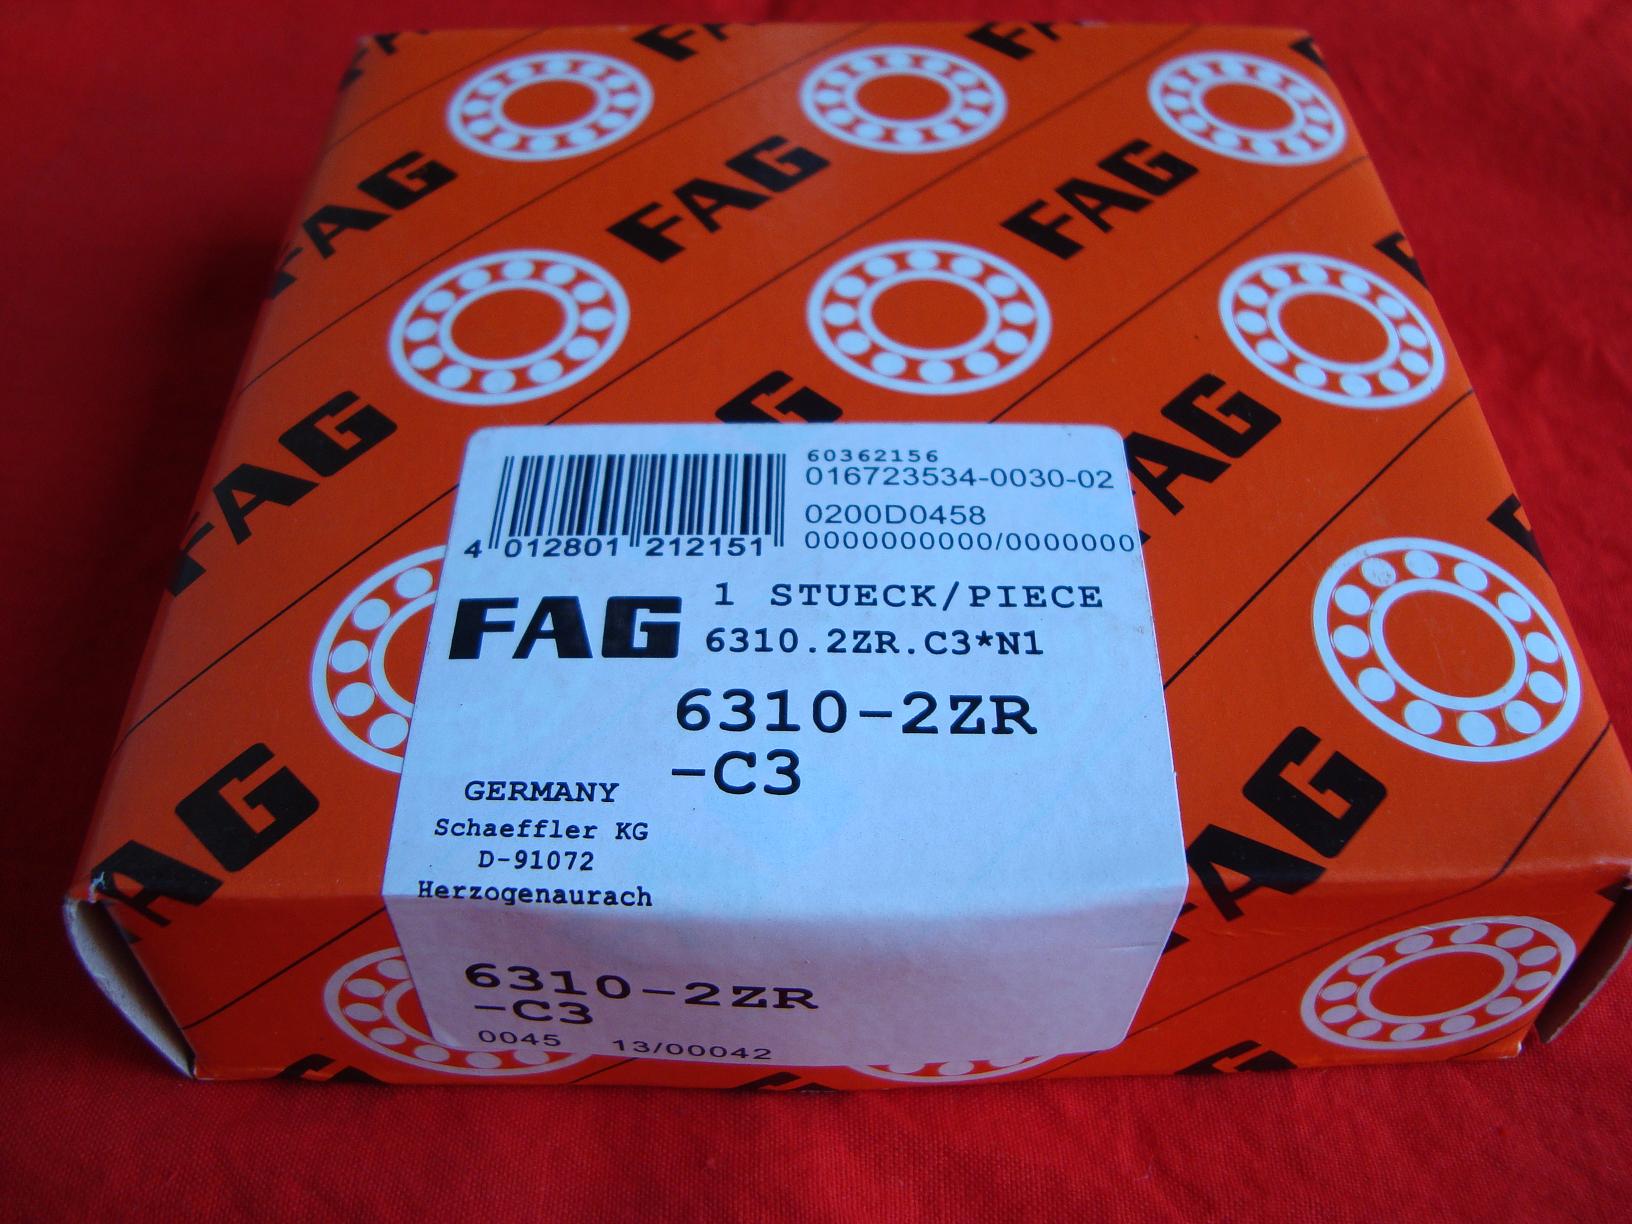 FAG
FAG
FAG
FAG
FAG
FAG
FAG
60362156
016723534-0030-02
0200D0458
0000000000/0000000
4 012801 212151
1 STUECK/PIECE
FAG
6310.2ZR.C3*N1
6310-2ZR
-C3
GERMANY
Schaeffler KG
D-91072
Herzogenaurach
6310-2ZR
-C3
0045 13/00042